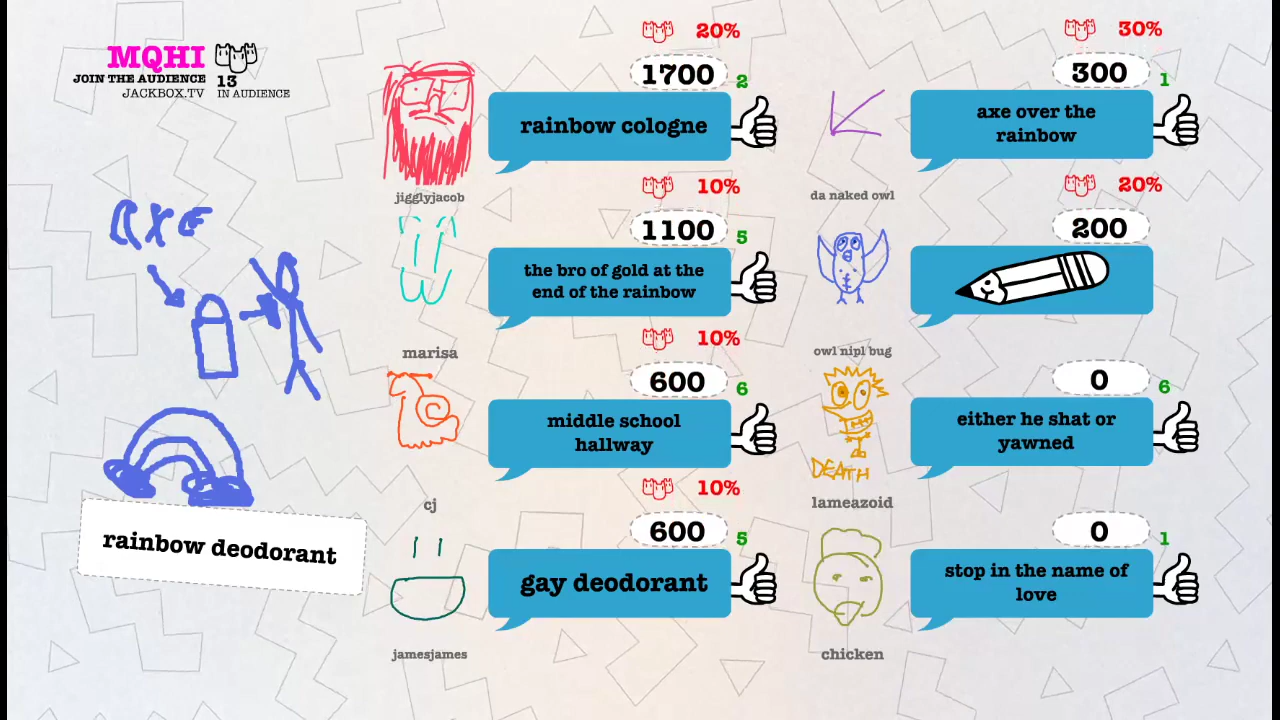 MQHI
JOIN THE AUDIENCE
JACKBOX.TV
13
IN AUDIENCE
AXE
rainbow deodorant
20%
1700
2
rainbow cologne
jigglyjacob
10%
1100
5
the bro of gold at the
end of the rainbow
marisa
10%
600
6
middle school
hallway
cj
10%
600
5
gay deodorant
jamesjames
30%
300
1
axe over the
rainbow
da naked owl
20%
200
owl nipl bug
0
6
either he shat or
yawned
DEATH
lameazoid
0
1
stop in the name of
love
chicken